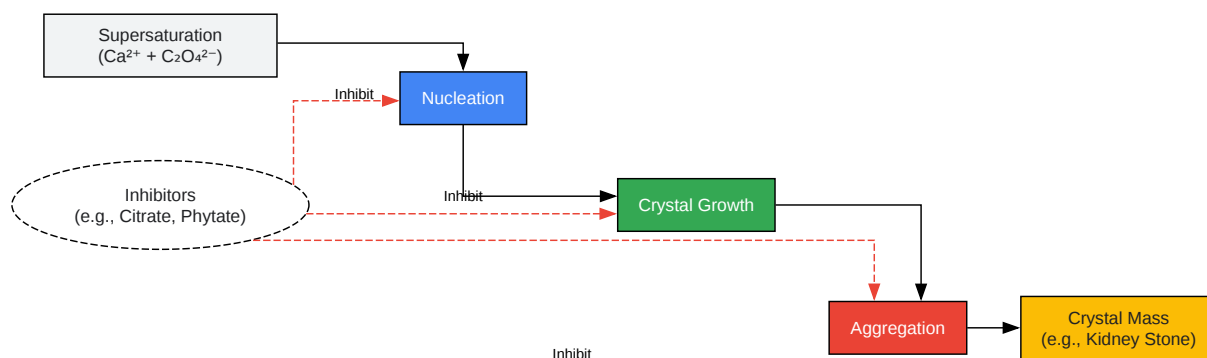 Supersaturation
(Ca²⁺ + C₂O₄²⁻)
Inhibit
Nucleation
Inhibitors
(e.g., Citrate, Phytate)
Inhibit
Crystal Growth
Aggregation
Crystal Mass
(e.g., Kidney Stone)
Inhibit